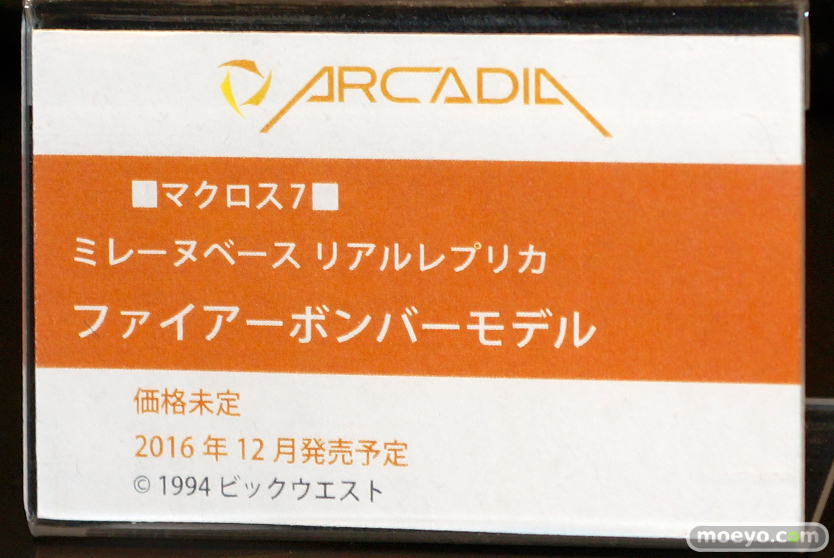 ARCADIA
■マクロス7■
ミレーヌベース リアルレプリカ
ファイアーボンバーモデル
価格未定
2016年12月発売予定
© 1994 ビックウエスト
moeyo.com